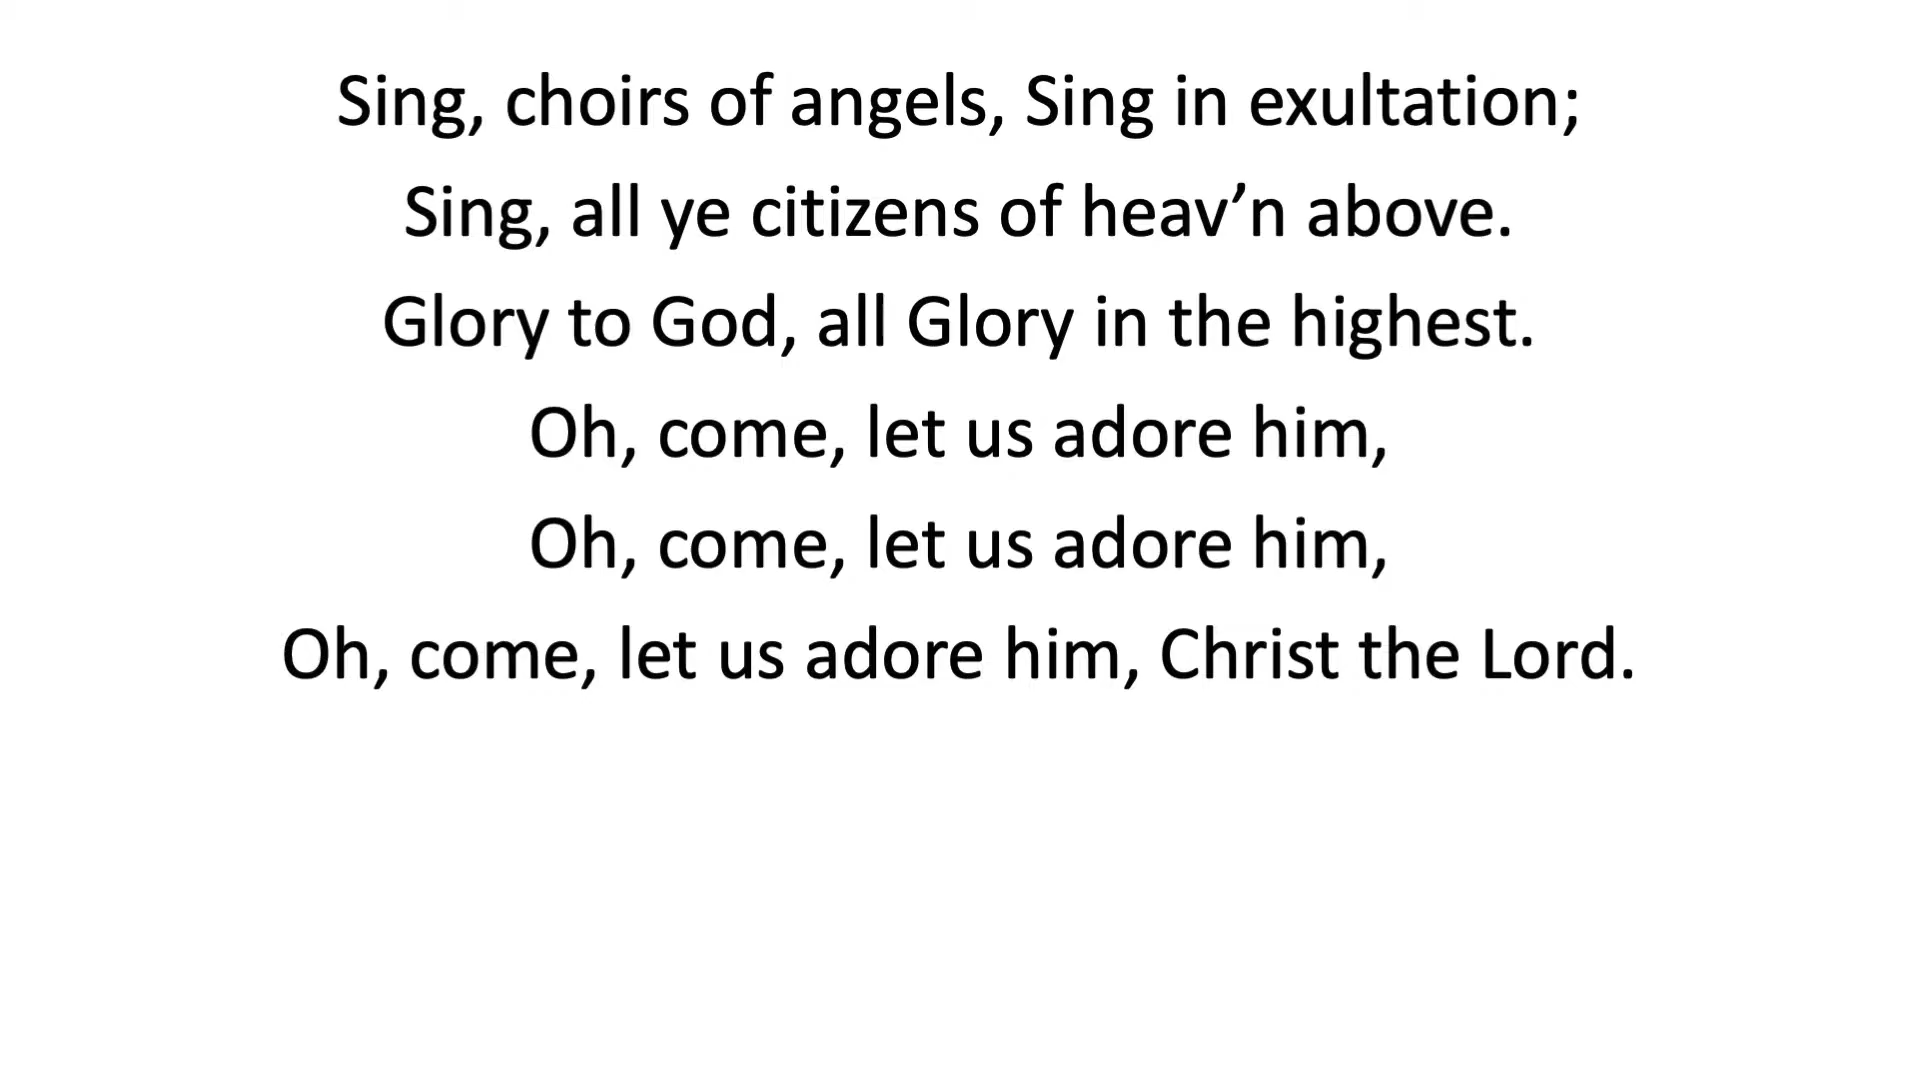 Sing, choirs of angels, Sing in exultation;
Sing, all ye citizens of heav’n above.
Glory to God, all Glory in the highest.
Oh, come, let us adore him,
Oh, come, let us adore him,
Oh, come, let us adore him, Christ the Lord.